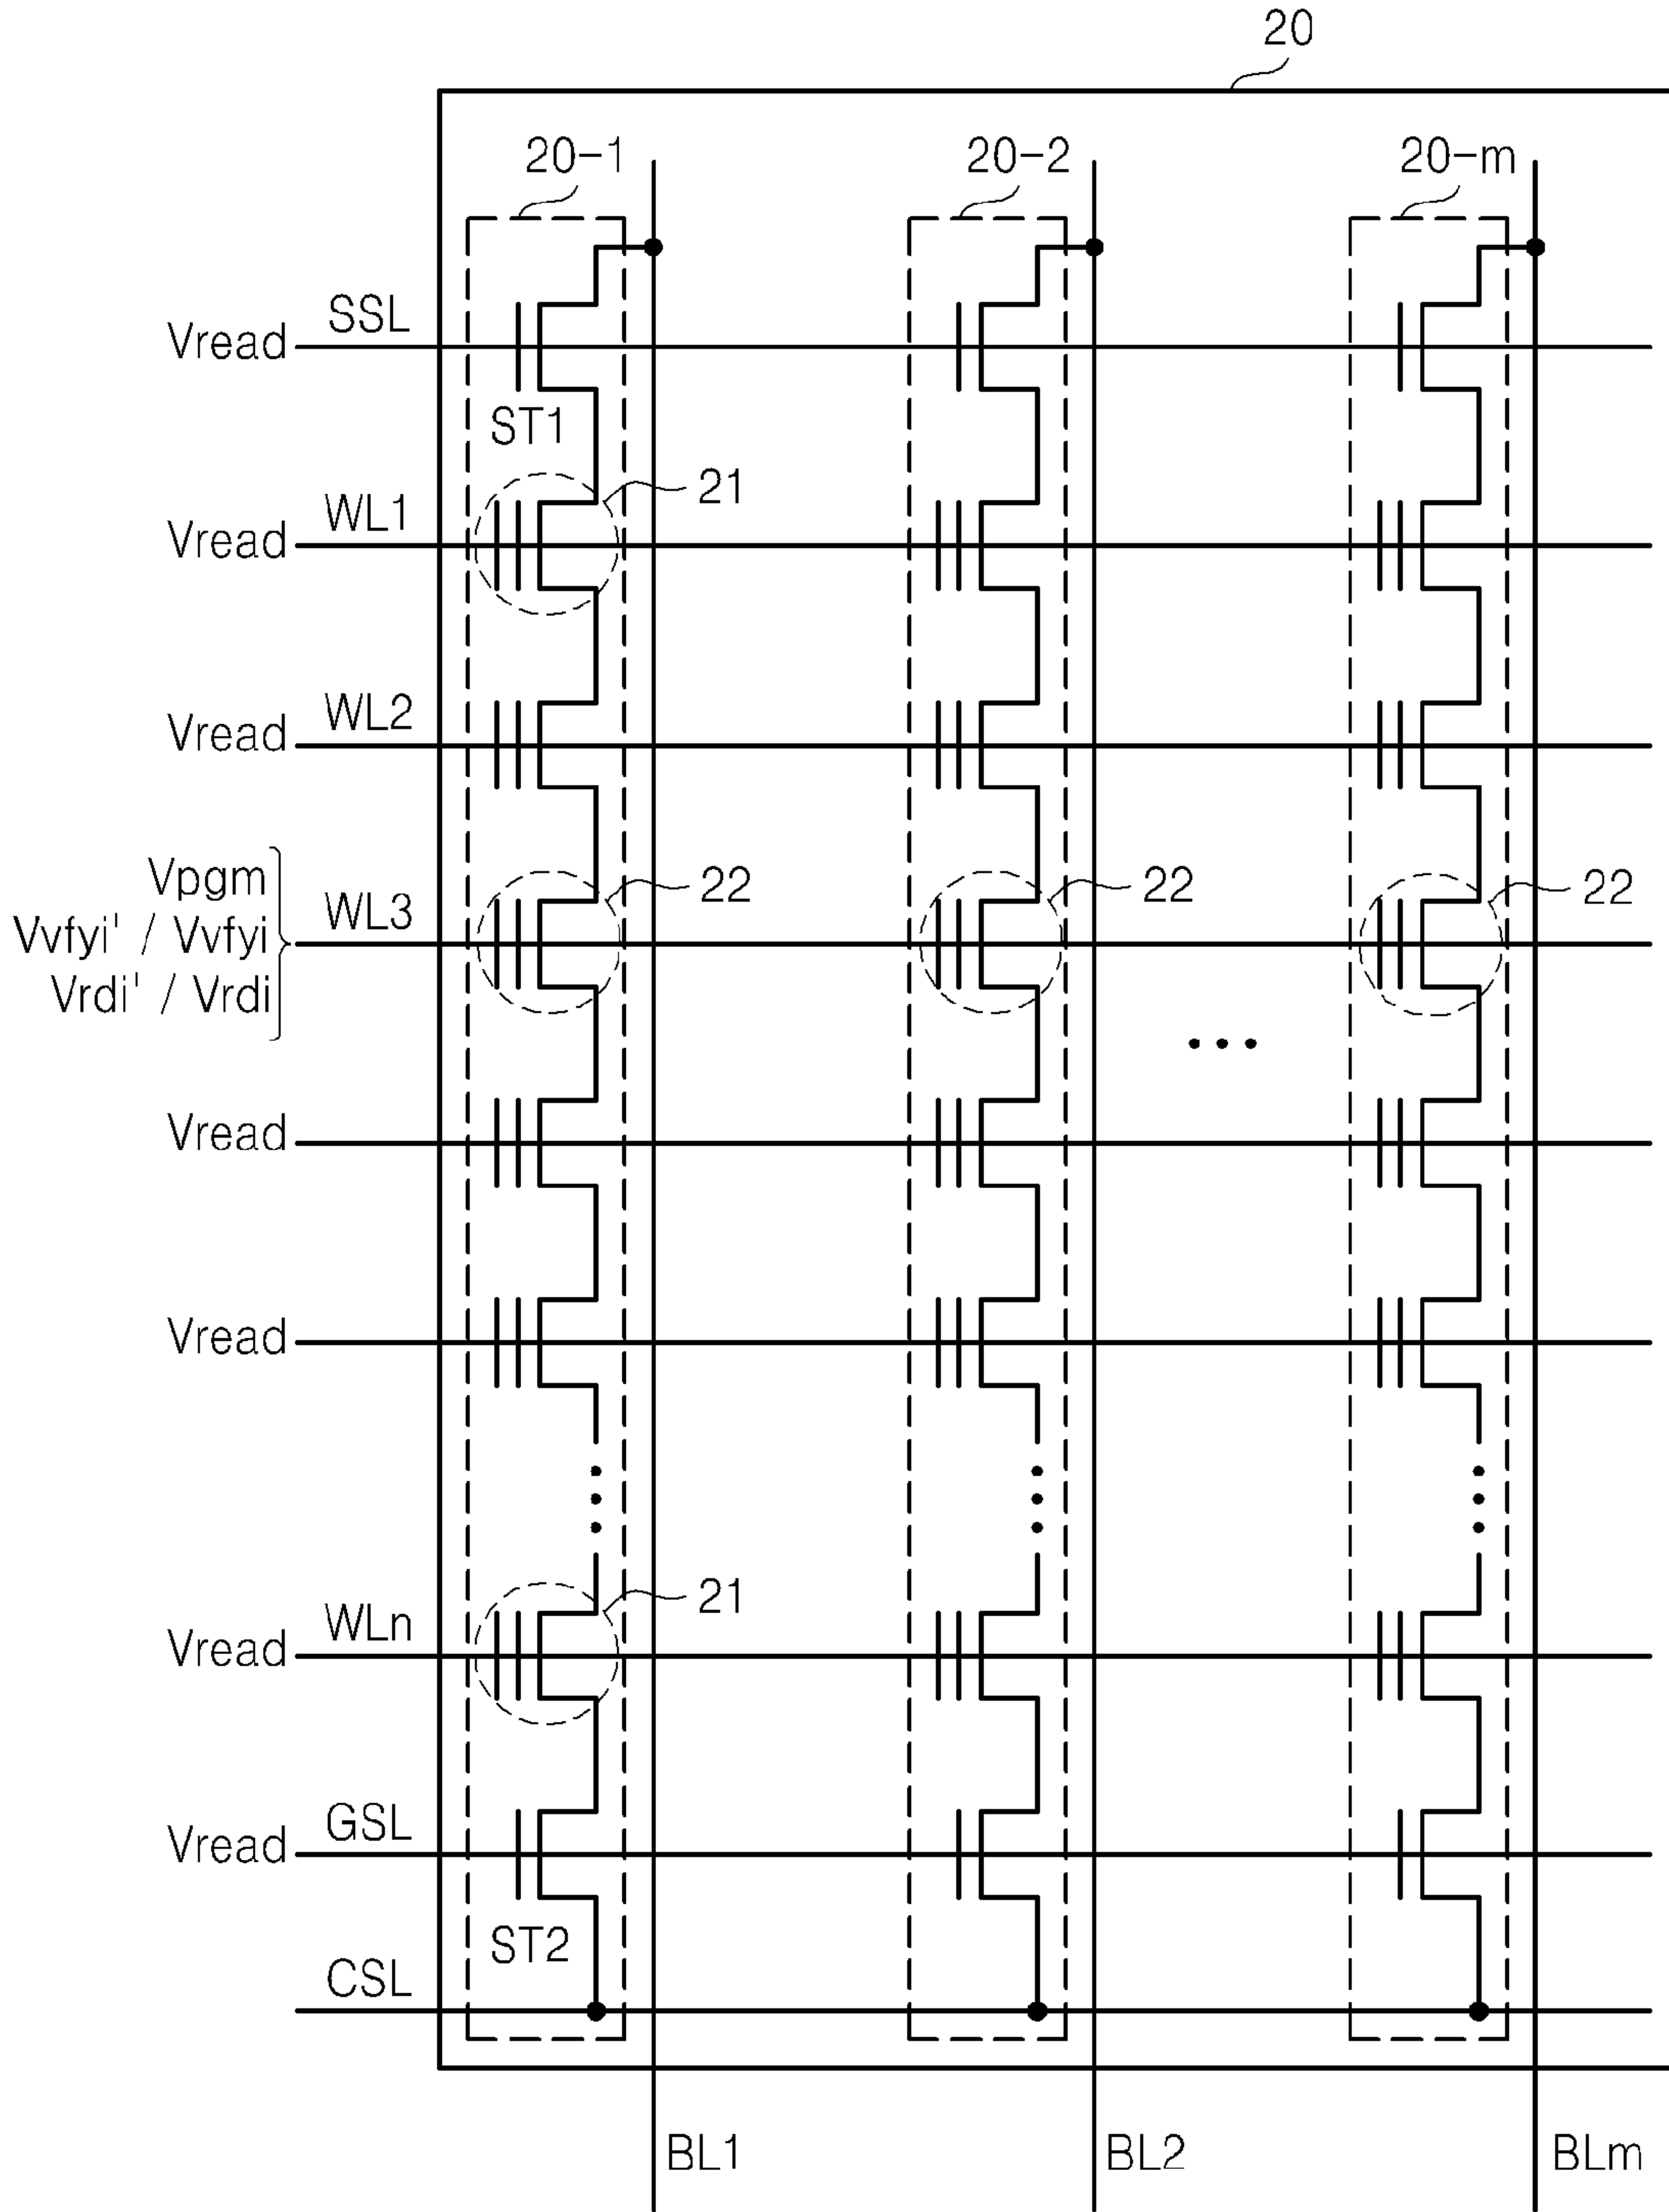 20
20-1 20-2 20-m
Vread SSL
ST1
21
Vread WL1
Vread WL2
Vpgm
Vvfyi' / Vvfyi
Vrdi' / Vrdi
WL3
22 22 22
Vread
Vread
21
Vread WLn
Vread GSL
ST2
CSL
BL1 BL2 BLm